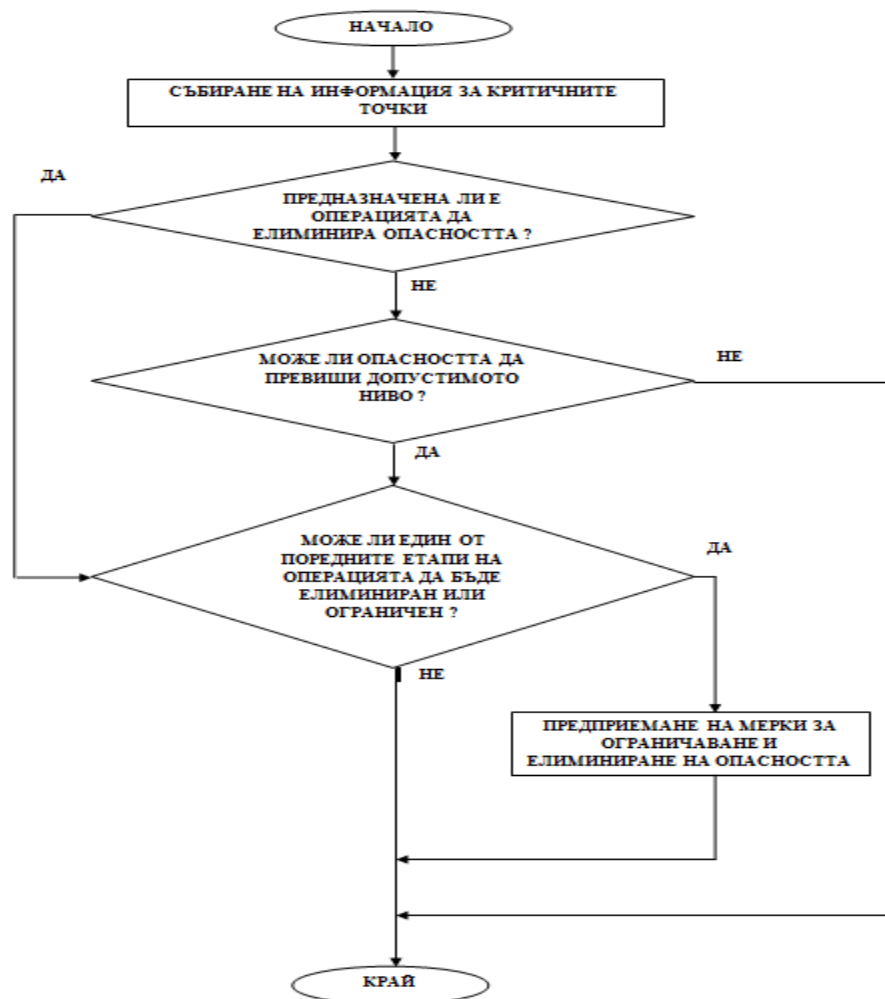 НАЧАЛО
СЪБИРАНЕ НА ИНФОРМАЦИЯ ЗА КРИТИЧНИТЕ
ТОЧКИ
ДА
ПРЕДНАЗНАЧЕНА ЛИ Е
ОПЕРАЦИЯТА ДА
ЕЛИМИНИРА ОПАСНОСТТА ?
НЕ
МОЖЕ ЛИ ОПАСНОСТТА ДА
ПРЕВИШИ ДОПУСТИМОТО
НИВО ?
НЕ
ДА
МОЖЕ ЛИ ЕДИН ОТ
ПОРЕДНИТЕ ЕТАПИ НА
ОПЕРАЦИЯТА ДА БЪДЕ
ЕЛИМИНИРАН ИЛИ
ОГРАНИЧЕН ?
ДА
НЕ
ПРЕДПРИЕМАНЕ НА МЕРКИ ЗА
ОГРАНИЧАВАНЕ И
ЕЛИМИНИРАНЕ НА ОПАСНОСТТА
КРАЙ